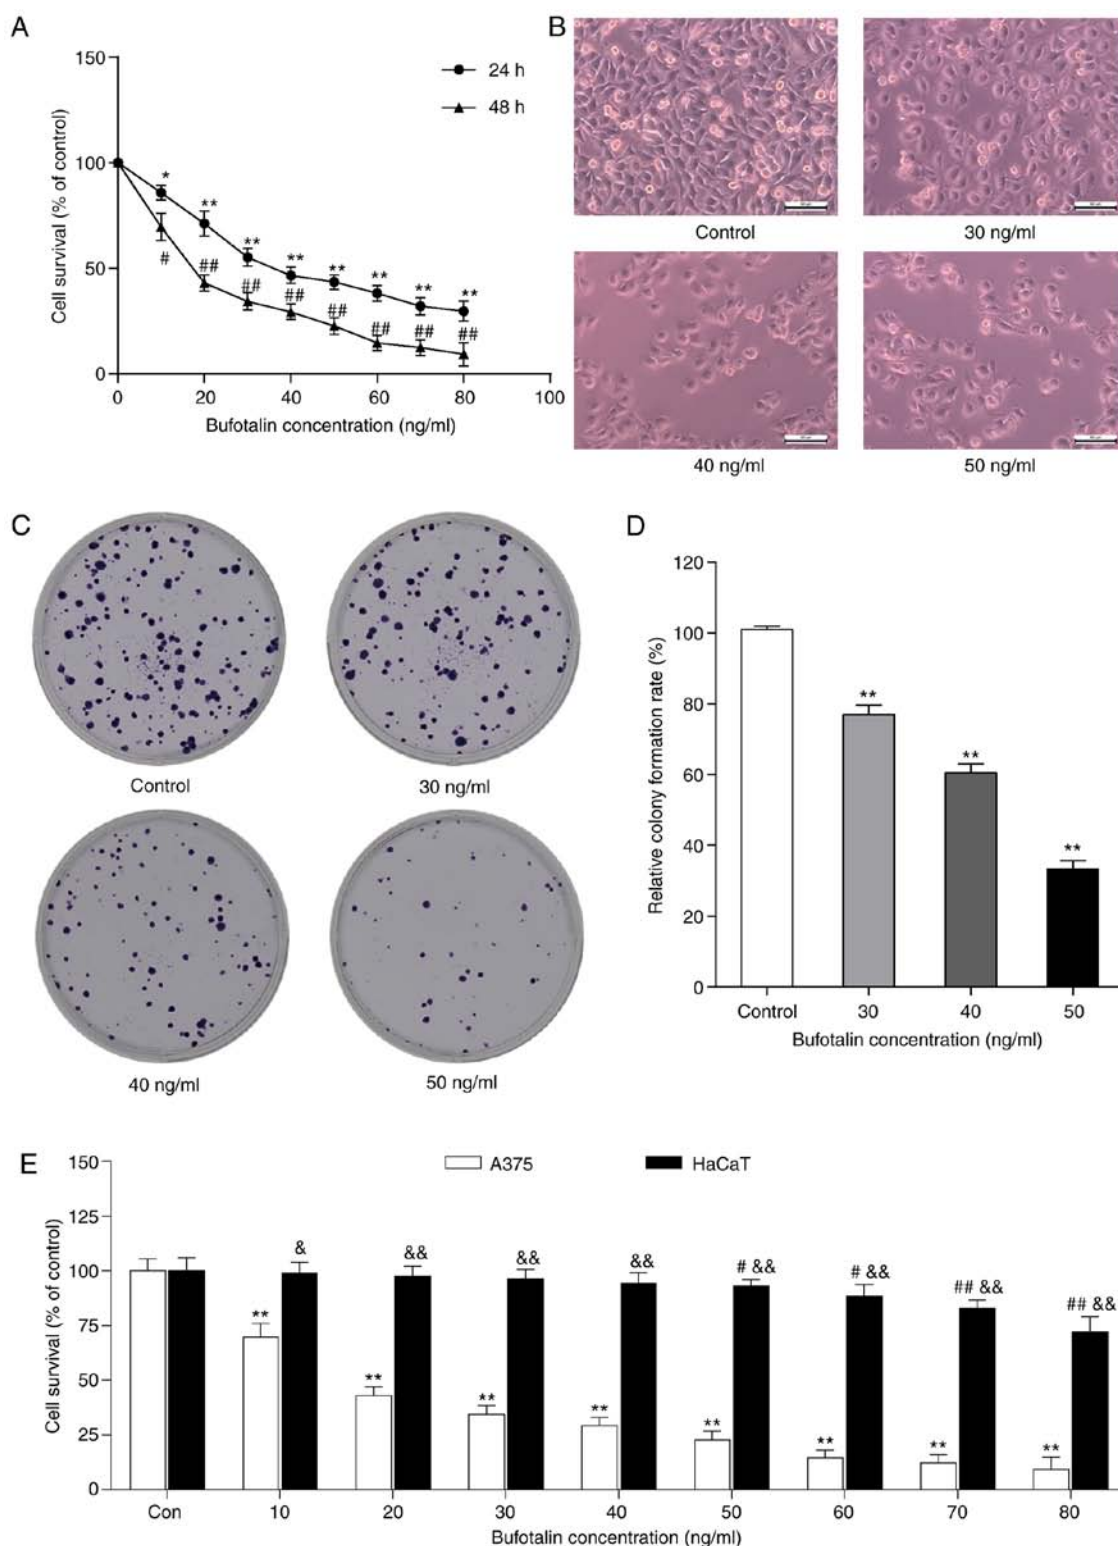 A
150
100
50
0
Cell survival (% of control)
24 h
48 h
*
**
**
**
**
**
**
**
#
##
##
##
##
##
##
##
0
20
40
60
80
100
Bufotalin concentration (ng/ml)
B
Control
30 ng/ml
40 ng/ml
50 ng/ml
C
Control
30 ng/ml
40 ng/ml
50 ng/ml
D
120
100
80
60
40
20
0
Relative colony formation rate (%)
**
**
**
Control
30
40
50
Bufotalin concentration (ng/ml)
E
150
125
100
75
50
25
0
Cell survival (% of control)
A375
HaCaT
&
&&
&&
&&
# &&
# &&
## &&
## &&
**
**
**
**
**
**
**
**
Con
10
20
30
40
50
60
70
80
Bufotalin concentration (ng/ml)